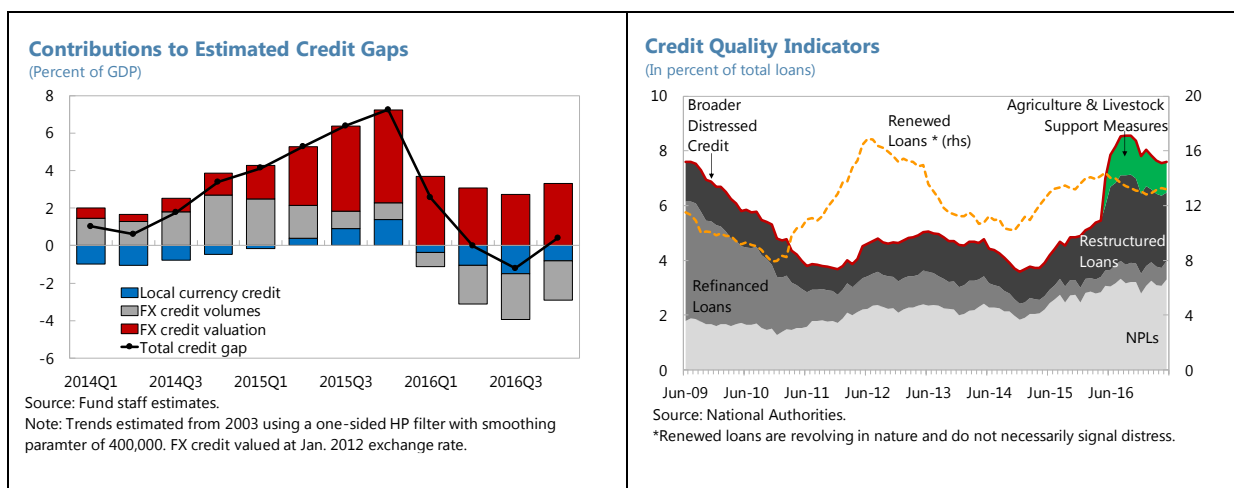 Contributions to Estimated Credit Gaps
(Percent of GDP)
8
6
4
2
0
-2
-4
-6
Local currency credit
FX credit volumes
FX credit valuation
Total credit gap
2014Q1
2014Q3
2015Q1
2015Q3
2016Q1
2016Q3
Source: Fund staff estimates.
Note: Trends estimated from 2003 using a one-sided HP filter with smoothing
paramter of 400,000. FX credit valued at Jan. 2012 exchange rate.
Credit Quality Indicators
(In percent of total loans)
10
8
6
4
2
0
20
16
12
8
4
0
Broader
Distressed
Credit
Renewed
Loans * (rhs)
Agriculture & Livestock
Support Measures
Refinanced
Loans
Restructured
Loans
NPLs
Jun-09
Jun-10
Jun-11
Jun-12
Jun-13
Jun-14
Jun-15
Jun-16
Source: National Authorities.
*Renewed loans are revolving in nature and do not necessarily signal distress.